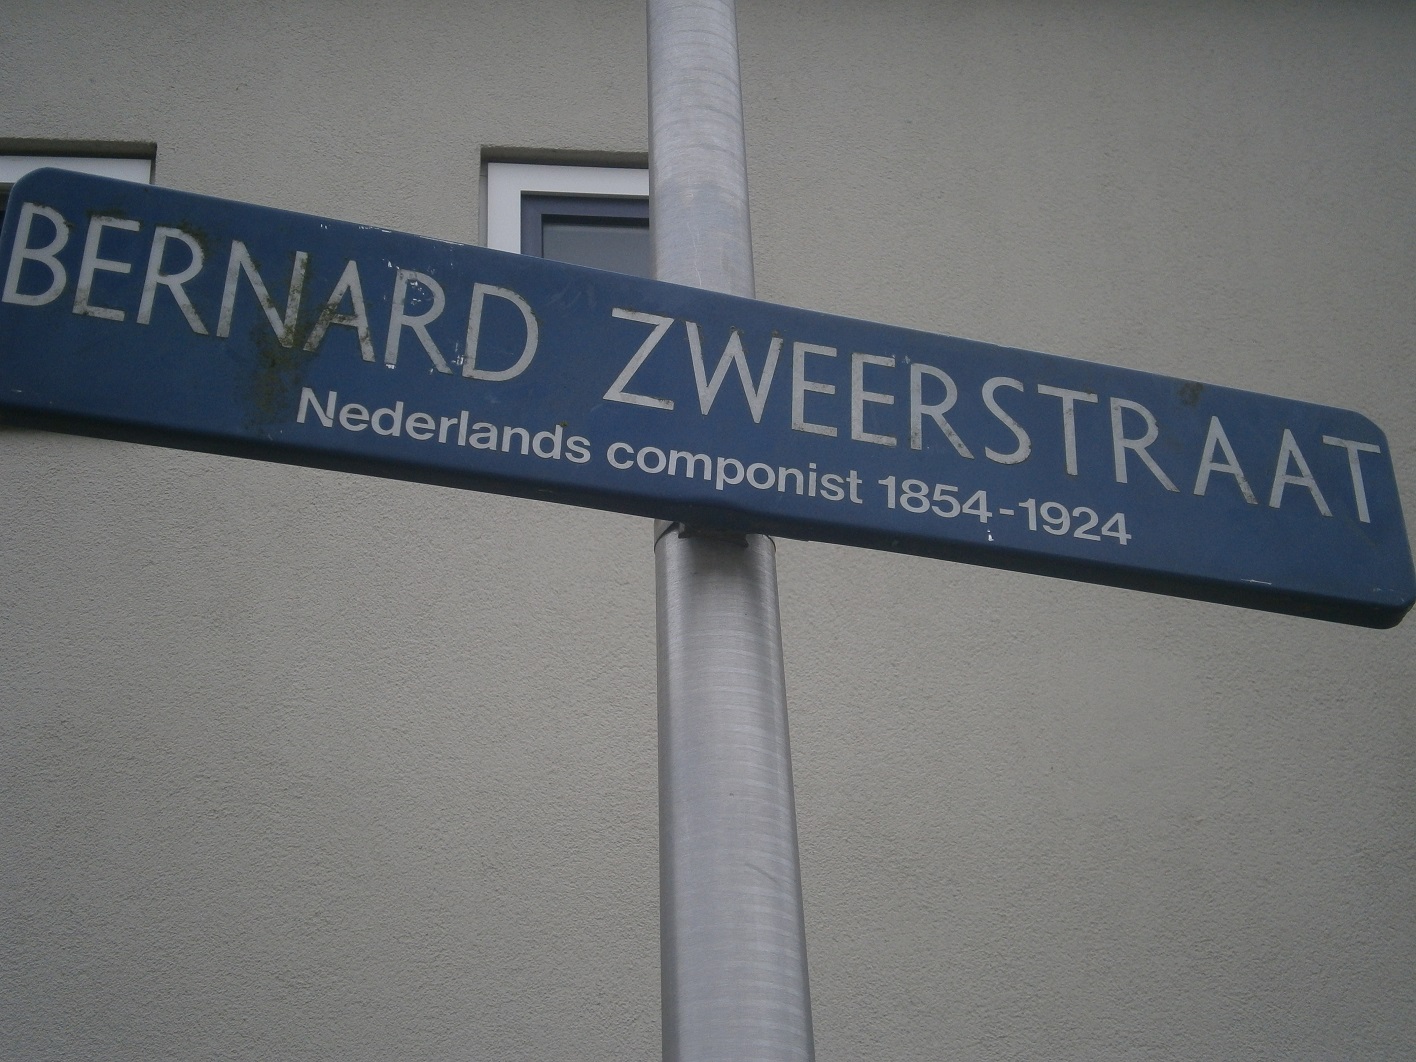 BERNARD ZWEERSTRAAT
Nederlands componist 1854-1924